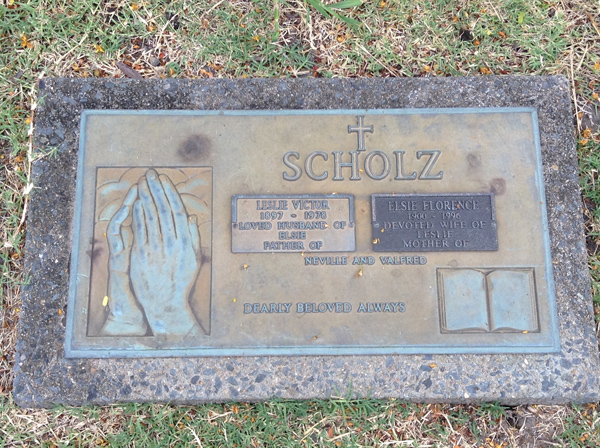 SCHOLZ
LESLIE VICTOR
1897 - 1978
LOVED HUSBAND OF
ELSIE
FATHER OF
ELSIE FLORENCE
1900 - 1996
DEVOTED WIFE OF
LESLIE
MOTHER OF
NEVILLE AND VALFRED
DEARLY BELOVED ALWAYS